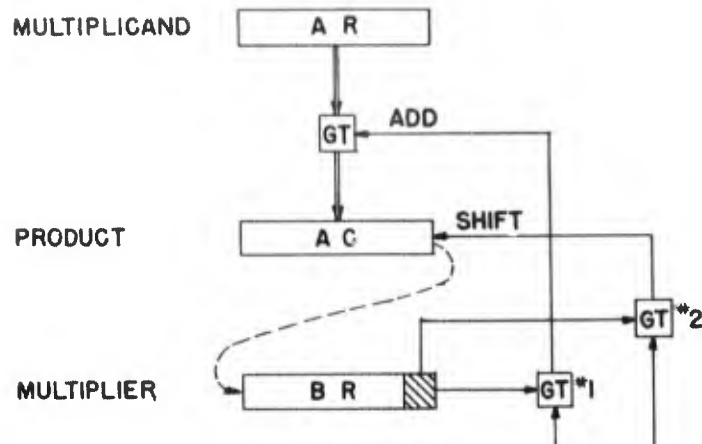 MULTIPLICAND
A R
GT
ADD
PRODUCT
A C
SHIFT
GT #2
MULTIPLIER
B R
GT #1